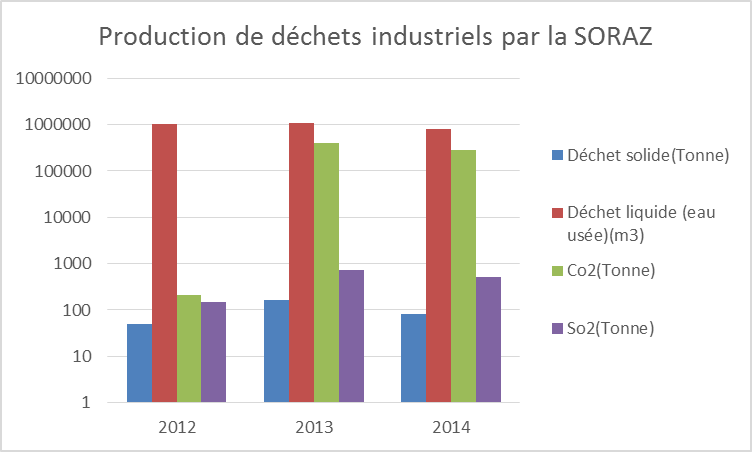 Production de déchets industriels par la SORAZ
10000000
1000000
100000
10000
1000
100
10
1
2012
2013
2014
Déchet solide(Tonne)
Déchet liquide (eau
usée)(m3)
Co2(Tonne)
So2(Tonne)